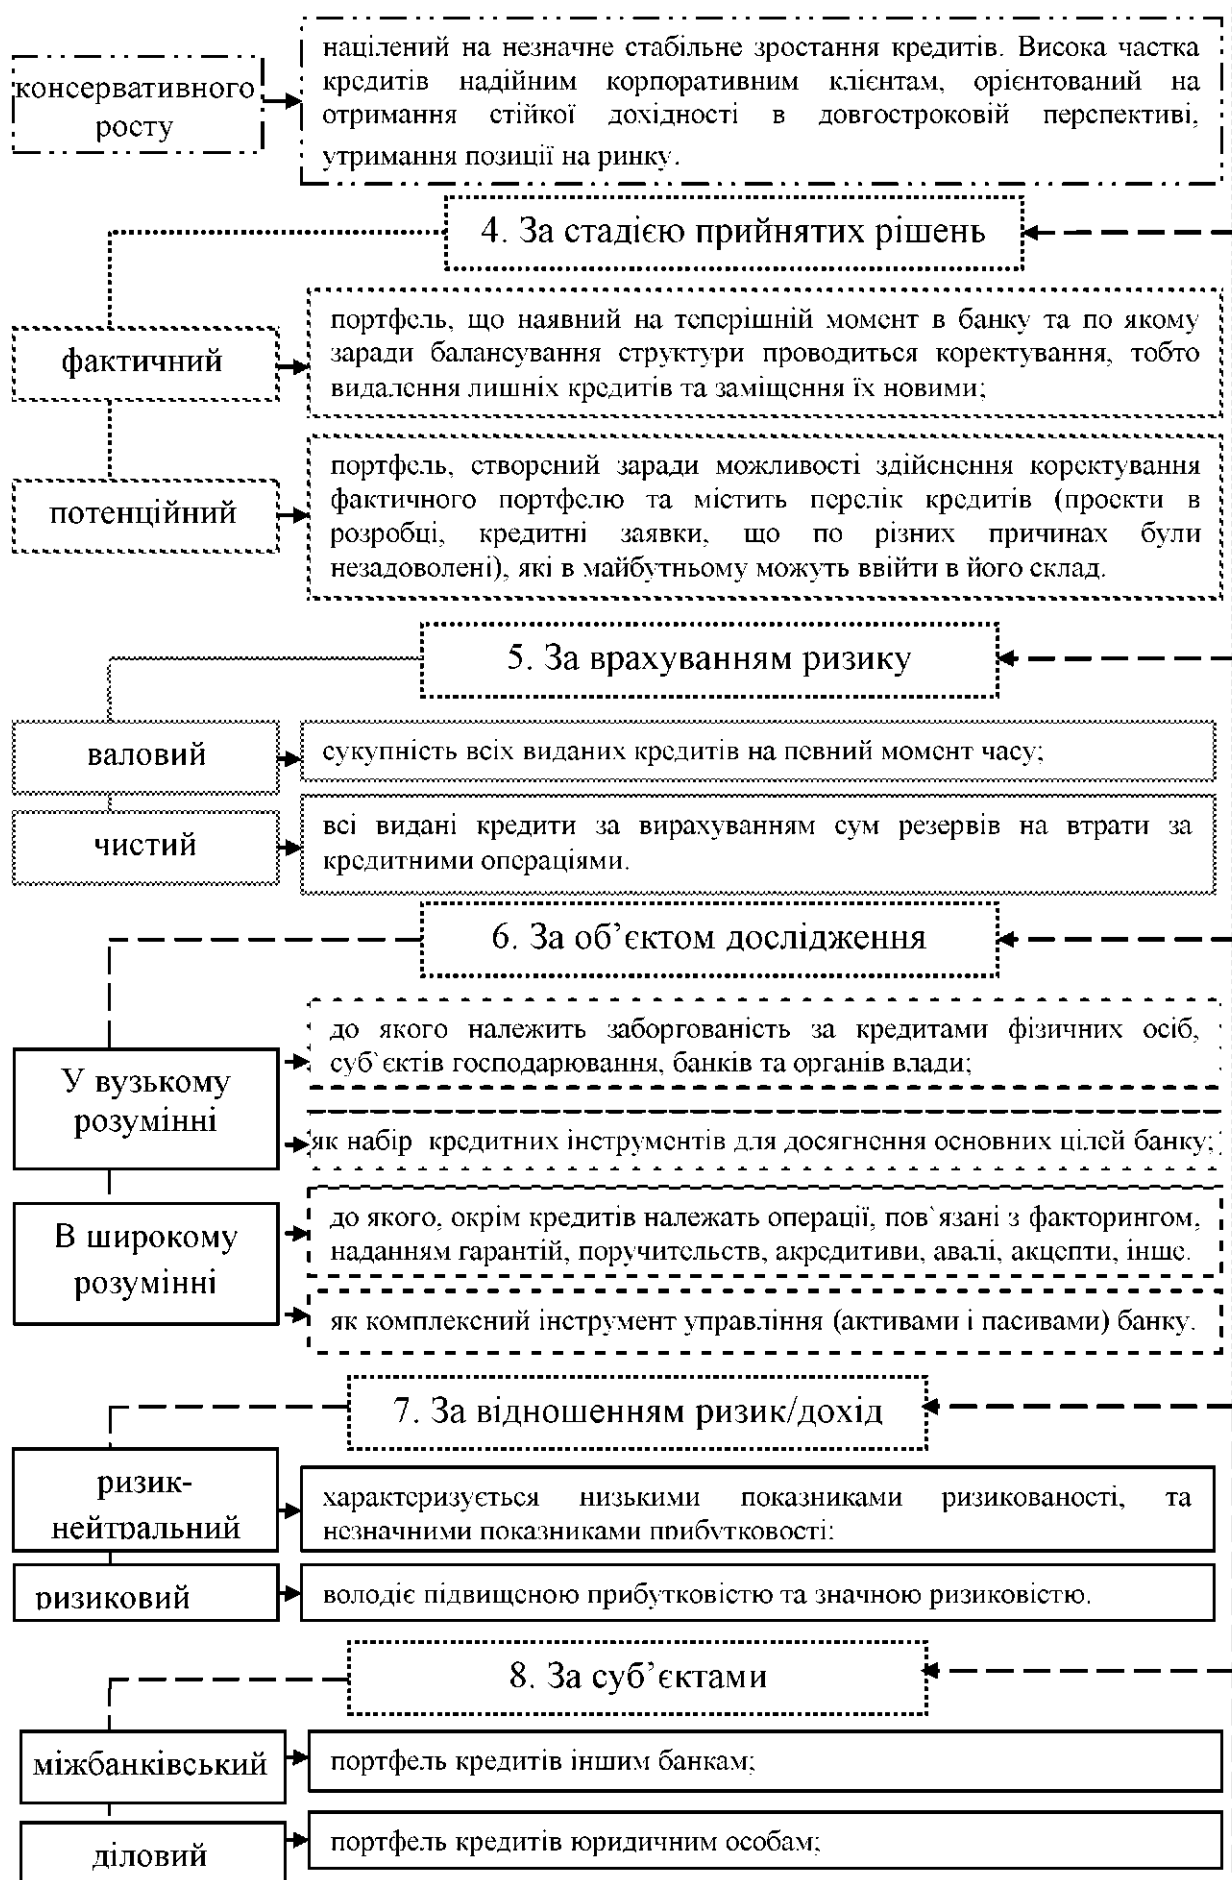 консервативного
росту
націлений на незначне стабільне зростання кредитів. Висока частка
кредитів надійним корпоративним клієнтам, орієнтований на
отримання стійкої дохідності в довгостроковій перспективі,
утримання позиції на ринку.
4. За стадією прийнятих рішень
фактичний
портфель, що наявний на теперішній момент в банку та по якому
заради балансування структури проводиться коректування, тобто
видалення лишніх кредитів та заміщення їх новими;
потенційний
портфель, створений заради можливості здійснення коректування
фактичного портфелю та містить перелік кредитів (проекти в
розробці, кредитні заявки, що по різних причинах були
незадоволені), які в майбутньому можуть ввійти в його склад.
5. За врахуванням ризику
валовий
сукупність всіх виданих кредитів на певний момент часу;
чистий
всі видані кредити за вирахуванням сум резервів на втрати за
кредитними операціями.
6. За об’єктом дослідження
У вузькому
розумінні
до якого належить заборгованість за кредитами фізичних осіб,
суб`єктів господарювання, банків та органів влади;
як набір кредитних інструментів для досягнення основних цілей банку;
В широкому
розумінні
до якого, окрім кредитів належать операції, пов`язані з факторингом,
наданням гарантій, поручительств, акредитиви, авалі, акцепти, інше.
як комплексний інструмент управління (активами і пасивами) банку.
7. За відношенням ризик/дохід
ризик-
нейтральний
характеризується низькими показниками ризикованості, та
незначними показниками прибутковості;
ризиковий
володіє підвищеною прибутковістю та значною ризиковістю.
8. За суб’єктами
міжбанківський
портфель кредитів іншим банкам;
діловий
портфель кредитів юридичним особам;